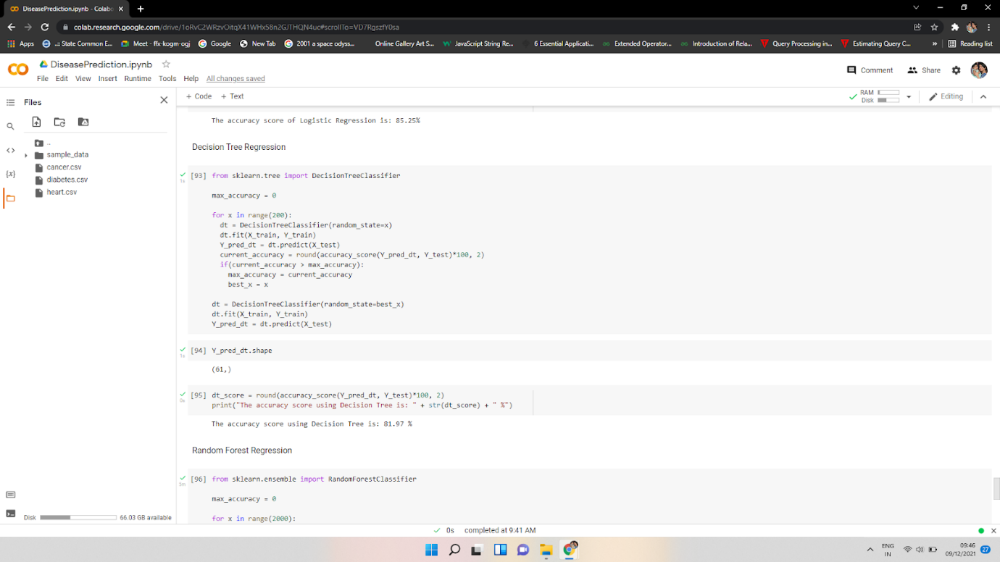 DiseasePrediction.ipynb - Colabo
colab.research.google.com/drive/1oRvC2WRzvOitqX41WHx58n2GJTHQN4uc#scrollTo=VD7RgszfY0sa
Apps ..: State Common E... Meet - ffx-kogm-ogj Google New Tab 2001 a space odyss... Online Gallery Art S... JavaScript String Re... 6 Essential Applicati... Extended Operator... Introduction of Rela... Query Processing in... Estimating Query C... » Reading list
DiseasePrediction.ipynb
File Edit View Insert Runtime Tools Help All changes saved
Comment Share
Files
+ Code + Text
RAM
Disk
Editing
..
sample_data
cancer.csv
diabetes.csv
heart.csv
The accuracy score of Logistic Regression is: 85.25%
Decision Tree Regression
1s
[93] from sklearn.tree import DecisionTreeClassifier
max_accuracy = 0
for x in range(200):
dt = DecisionTreeClassifier(random_state=x)
dt.fit(X_train, Y_train)
Y_pred_dt = dt.predict(X_test)
current_accuracy = round(accuracy_score(Y_pred_dt, Y_test)*100, 2)
if(current_accuracy > max_accuracy):
max_accuracy = current_accuracy
best_x = x
dt = DecisionTreeClassifier(random_state=best_x)
dt.fit(X_train, Y_train)
Y_pred_dt = dt.predict(X_test)
1s
[94] Y_pred_dt.shape
(61,)
0s
[95] dt_score = round(accuracy_score(Y_pred_dt, Y_test)*100, 2)
print("The accuracy score using Decision Tree is: " + str(dt_score) + " %")
The accuracy score using Decision Tree is: 81.97 %
Random Forest Regression
5m
[96] from sklearn.ensemble import RandomForestClassifier
max_accuracy = 0
for x in range(2000):
Disk 66.03 GB available
0s completed at 9:41 AM
ENG
IN
09:46
09/12/2021
27